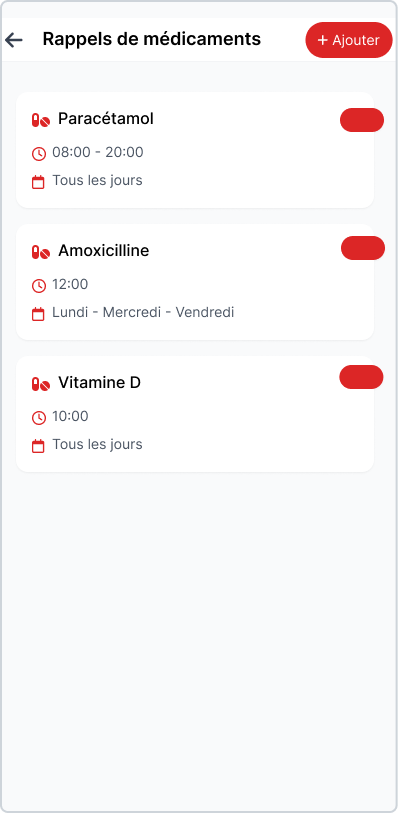 Rappels de médicaments
+ Ajouter
Paracétamol
08:00 - 20:00
Tous les jours
Amoxicilline
12:00
Lundi - Mercredi - Vendredi
Vitamine D
10:00
Tous les jours